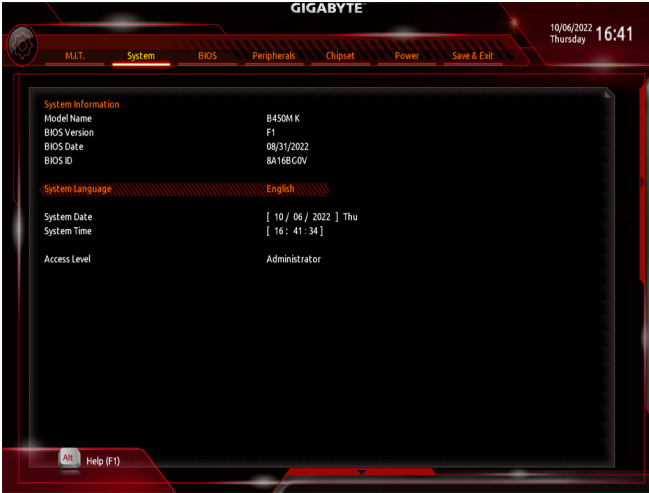 GIGABYTE™
10/06/2022 Thursday 16:41
M.I.T. System BIOS Peripherals Chipset Power Save & Exit
System Information
Model Name B450M K
BIOS Version F1
BIOS Date 08/31/2022
BIOS ID 8A16BG0V
System Language English
System Date [ 10 / 06 / 2022 ] Thu
System Time [ 16 : 41 : 34 ]
Access Level Administrator
Alt Help (F1)